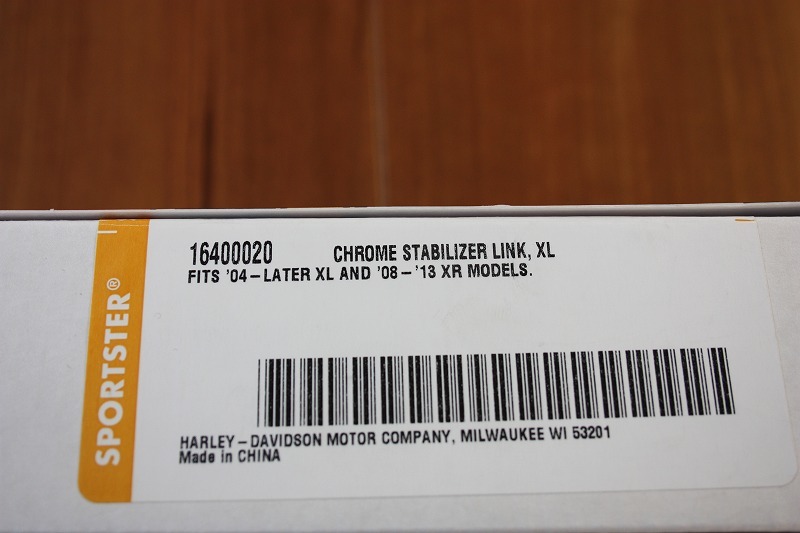 16400020 CHROME STABILIZER LINK, XL
FITS '04-LATER XL AND '08-'13 XR MODELS.
SPORTSTER®
HARLEY-DAVIDSON MOTOR COMPANY, MILWAUKEE WI 53201
Made in CHINA